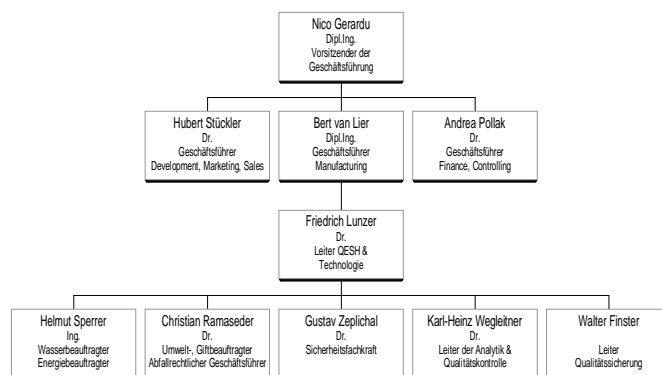 Nico Gerardu
Dipl.Ing.
Vorsitzender der
Geschäftsführung
Hubert Stückler
Dr.
Geschäftsführer
Development, Marketing, Sales
Bert van Lier
Dipl.Ing.
Geschäftsführer
Manufacturing
Andrea Pollak
Dr.
Geschäftsführer
Finance, Controlling
Friedrich Lunzer
Dr.
Leiter QESH &
Technologie
Helmut Sperrer
Ing.
Wasserbeauftragter
Energiebeauftragter
Christian Ramaseder
Dr.
Umwelt-, Giftbeauftragter
Abfallrechtlicher Geschäftsführer
Gustav Zeplichal
Dr.
Sicherheitsfachkraft
Karl-Heinz Wegleitner
Dr.
Leiter der Analytik &
Qualitätskontrolle
Walter Finster
Leiter
Qualitätssicherung